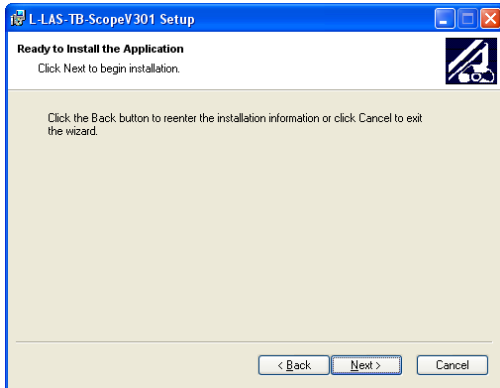 L-LAS-TB-ScopeV301 Setup
Ready to Install the Application
Click Next to begin installation.
Click the Back button to reenter the installation information or click Cancel to exit
the wizard.
< Back Next > Cancel